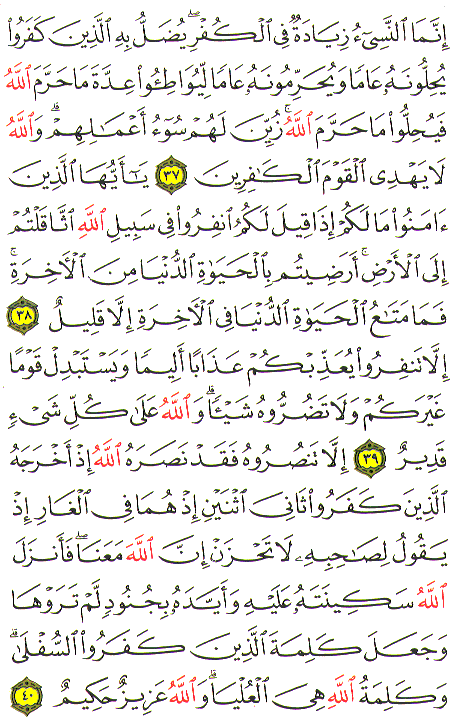 إِنَّمَا ٱلنَّسِىٓءُ زِيَادَةٌ فِى ٱلْكُفْرِ ۖ يُضَلُّ بِهِ ٱلَّذِينَ كَفَرُوا۟
يُحِلُّونَهُۥ عَامًا وَيُحَرِّمُونَهُۥ عَامًا لِّيُوَاطِـُٔوا۟ عِدَّةَ مَا حَرَّمَ ٱللَّهُ
فَيُحِلُّوا۟ مَا حَرَّمَ ٱللَّهُ ۚ زُيِّنَ لَهُمْ سُوٓءُ أَعْمَـٰلِهِمْ ۗ وَٱللَّهُ
لَا يَهْدِى ٱلْقَوْمَ ٱلْكَـٰفِرِينَ ٣٧ يَـٰٓأَيُّهَا ٱلَّذِينَ
ءَامَنُوا۟ مَا لَكُمْ إِذَا قِيلَ لَكُمُ ٱنفِرُوا۟ فِى سَبِيلِ ٱللَّهِ ٱثَّاقَلْتُمْ
إِلَى ٱلْأَرْضِ ۚ أَرَضِيتُم بِٱلْحَيَوٰةِ ٱلدُّنْيَا مِنَ ٱلْـَٔاخِرَةِ ۚ
فَمَا مَتَـٰعُ ٱلْحَيَوٰةِ ٱلدُّنْيَا فِى ٱلْـَٔاخِرَةِ إِلَّا قَلِيلٌ ٣٨
إِلَّا تَنفِرُوا۟ يُعَذِّبْكُمْ عَذَابًا أَلِيمًا وَيَسْتَبْدِلْ قَوْمًا
غَيْرَكُمْ وَلَا تَضُرُّوهُ شَيْـًٔا ۗ وَٱللَّهُ عَلَىٰ كُلِّ شَىْءٍ
قَدِيرٌ ٣٩ إِلَّا تَنصُرُوهُ فَقَدْ نَصَرَهُ ٱللَّهُ إِذْ أَخْرَجَهُ
ٱلَّذِينَ كَفَرُوا۟ ثَانِىَ ٱثْنَيْنِ إِذْ هُمَا فِى ٱلْغَارِ إِذْ
يَقُولُ لِصَـٰحِبِهِۦ لَا تَحْزَنْ إِنَّ ٱللَّهَ مَعَنَا ۖ فَأَنزَلَ
ٱللَّهُ سَكِينَتَهُۥ عَلَيْهِ وَأَيَّدَهُۥ بِجُنُودٍ لَّمْ تَرَوْهَا
وَجَعَلَ كَلِمَةَ ٱلَّذِينَ كَفَرُوا۟ ٱلسُّفْلَىٰ ۗ
وَكَلِمَةُ ٱللَّهِ هِىَ ٱلْعُلْيَا ۗ وَٱللَّهُ عَزِيزٌ حَكِيمٌ ٤٠